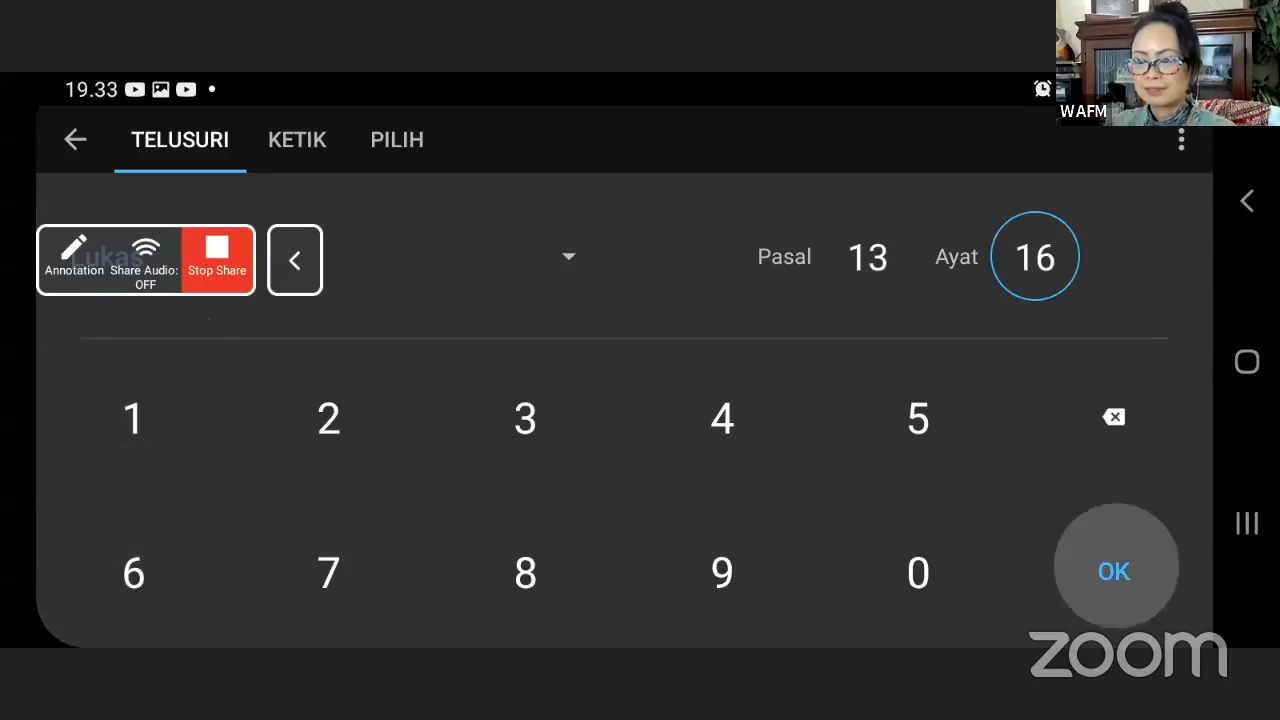 19.33
WAFM
TELUSURI KETIK PILIH
Lukas
Annotation Share Audio: OFF Stop Share
Pasal 13 Ayat 16
1 2 3 4 5
6 7 8 9 0 OK
zoom